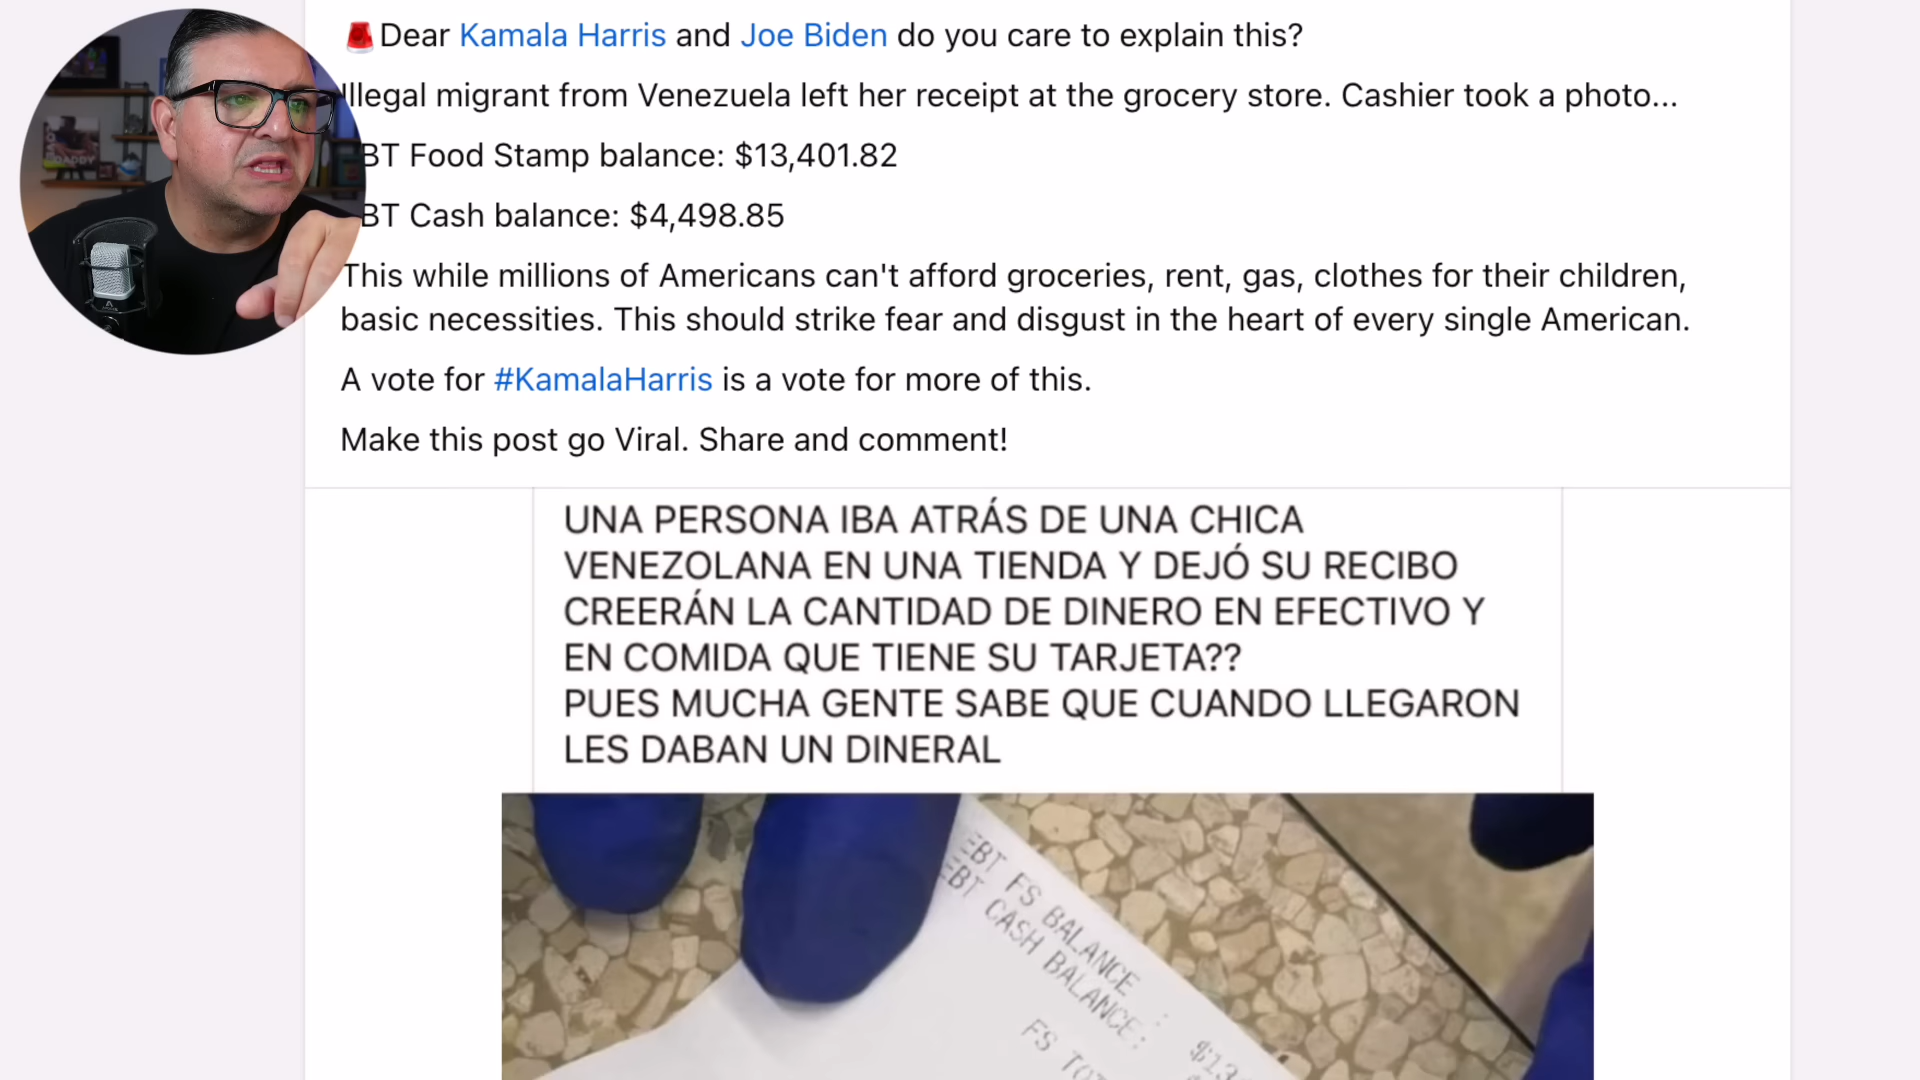 🚨Dear Kamala Harris and Joe Biden do you care to explain this?
Illegal migrant from Venezuela left her receipt at the grocery store. Cashier took a photo...
BT Food Stamp balance: $13,401.82
BT Cash balance: $4,498.85
This while millions of Americans can't afford groceries, rent, gas, clothes for their children,
basic necessities. This should strike fear and disgust in the heart of every single American.
A vote for #KamalaHarris is a vote for more of this.
Make this post go Viral. Share and comment!
UNA PERSONA IBA ATRÁS DE UNA CHICA
VENEZOLANA EN UNA TIENDA Y DEJÓ SU RECIBO
CREERÁN LA CANTIDAD DE DINERO EN EFECTIVO Y
EN COMIDA QUE TIENE SU TARJETA??
PUES MUCHA GENTE SABE QUE CUANDO LLEGARON
LES DABAN UN DINERAL
EBT FS BALANCE :
EBT CASH BALANCE:
$13
FS TOT
DADDY